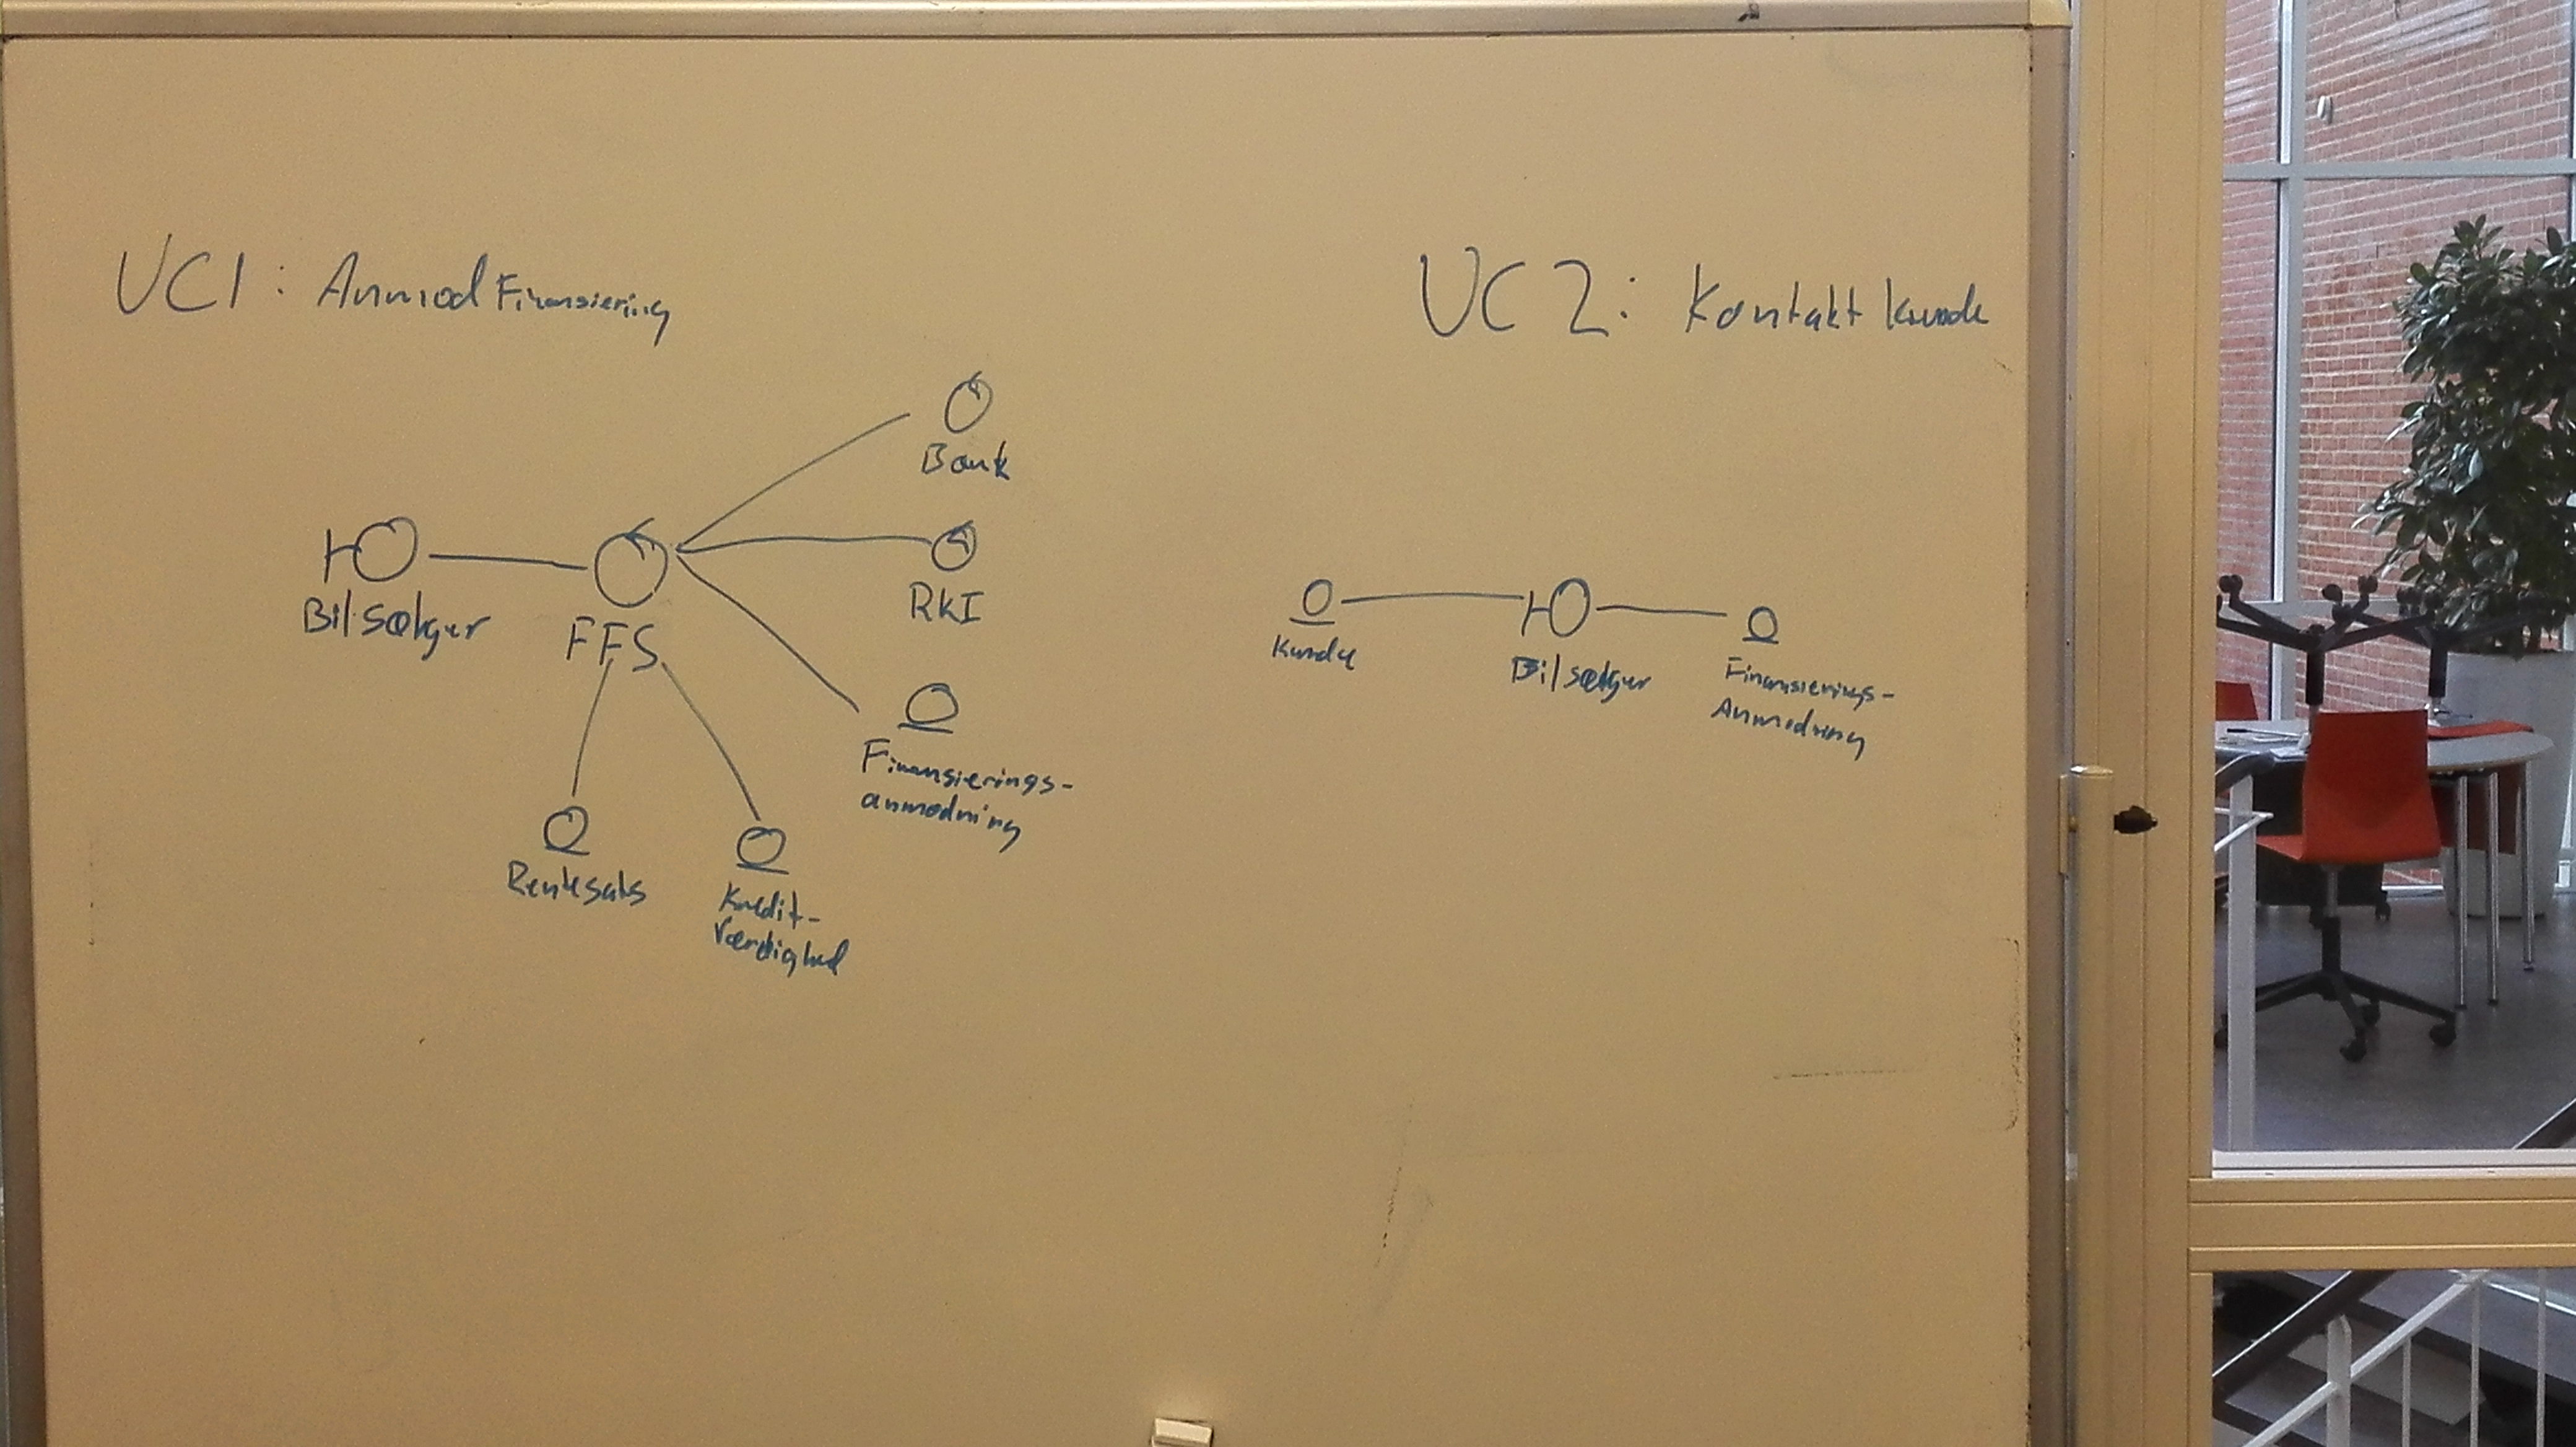 UC1: Anmod Finansiering
Bank
Bilsælger
FFS
RKI
Finansierings-
anmodning
Rentesats
Kredit-
Værdighed
UC2: Kontakt kunde
Kunde
Bilsælger
Finansierings-
Anmodning